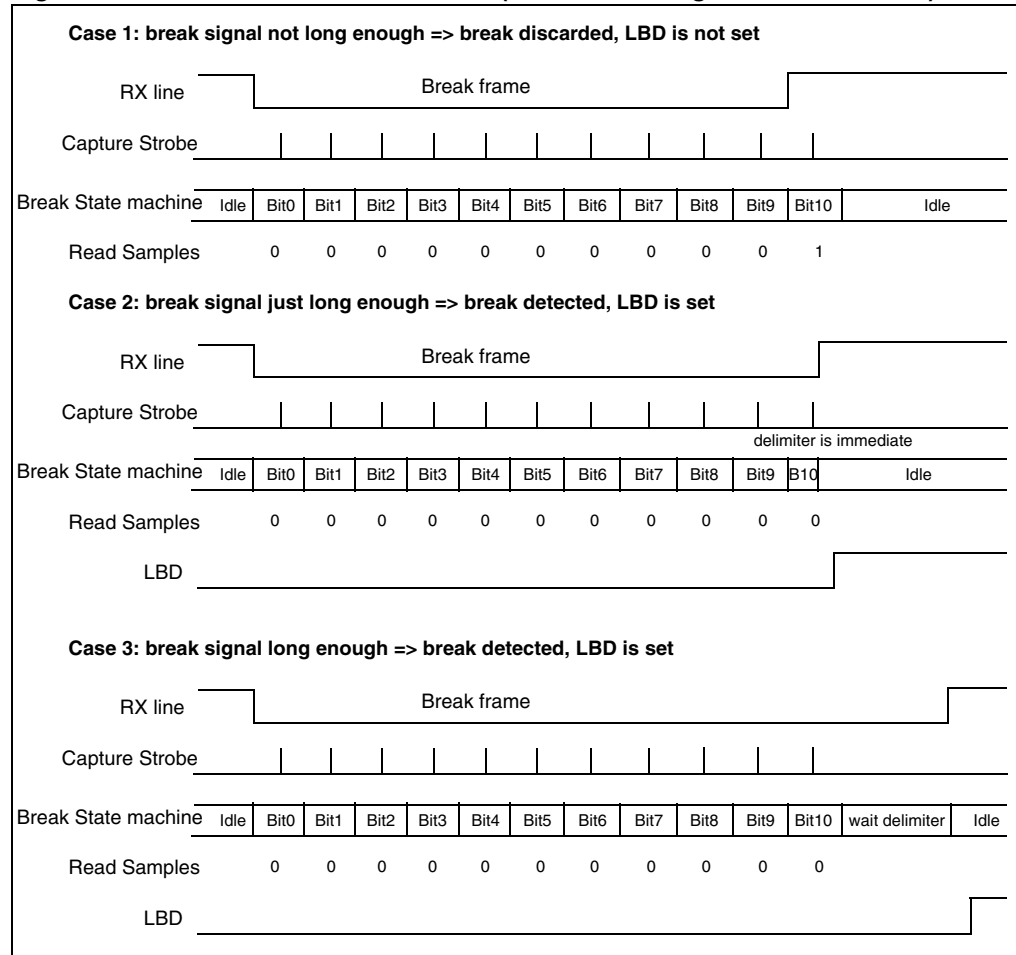 Case 1: break signal not long enough => break discarded, LBD is not set
RX line
Break frame
Capture Strobe
Break State machine Idle Bit0 Bit1 Bit2 Bit3 Bit4 Bit5 Bit6 Bit7 Bit8 Bit9 Bit10 Idle
Read Samples 0 0 0 0 0 0 0 0 0 0 1
Case 2: break signal just long enough => break detected, LBD is set
RX line
Break frame
Capture Strobe
delimiter is immediate
Break State machine Idle Bit0 Bit1 Bit2 Bit3 Bit4 Bit5 Bit6 Bit7 Bit8 Bit9 B10 Idle
Read Samples 0 0 0 0 0 0 0 0 0 0 0
LBD
Case 3: break signal long enough => break detected, LBD is set
RX line
Break frame
Capture Strobe
Break State machine Idle Bit0 Bit1 Bit2 Bit3 Bit4 Bit5 Bit6 Bit7 Bit8 Bit9 Bit10 wait delimiter Idle
Read Samples 0 0 0 0 0 0 0 0 0 0 0
LBD